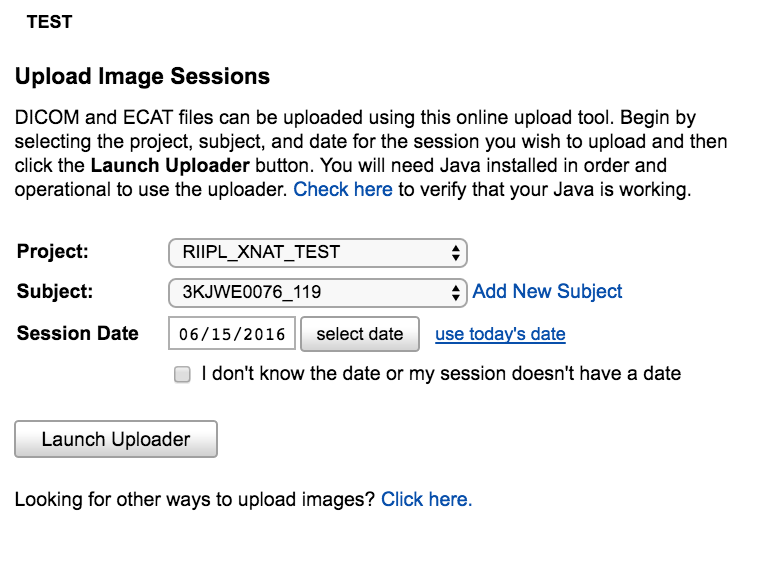 TEST
Upload Image Sessions
DICOM and ECAT files can be uploaded using this online upload tool. Begin by
selecting the project, subject, and date for the session you wish to upload and then
click the Launch Uploader button. You will need Java installed in order and
operational to use the uploader. Check here to verify that your Java is working.
Project: RIIPL_XNAT_TEST
Subject: 3KJWE0076_119 Add New Subject
Session Date 06/15/2016 select date use today's date
I don't know the date or my session doesn't have a date
Launch Uploader
Looking for other ways to upload images? Click here.